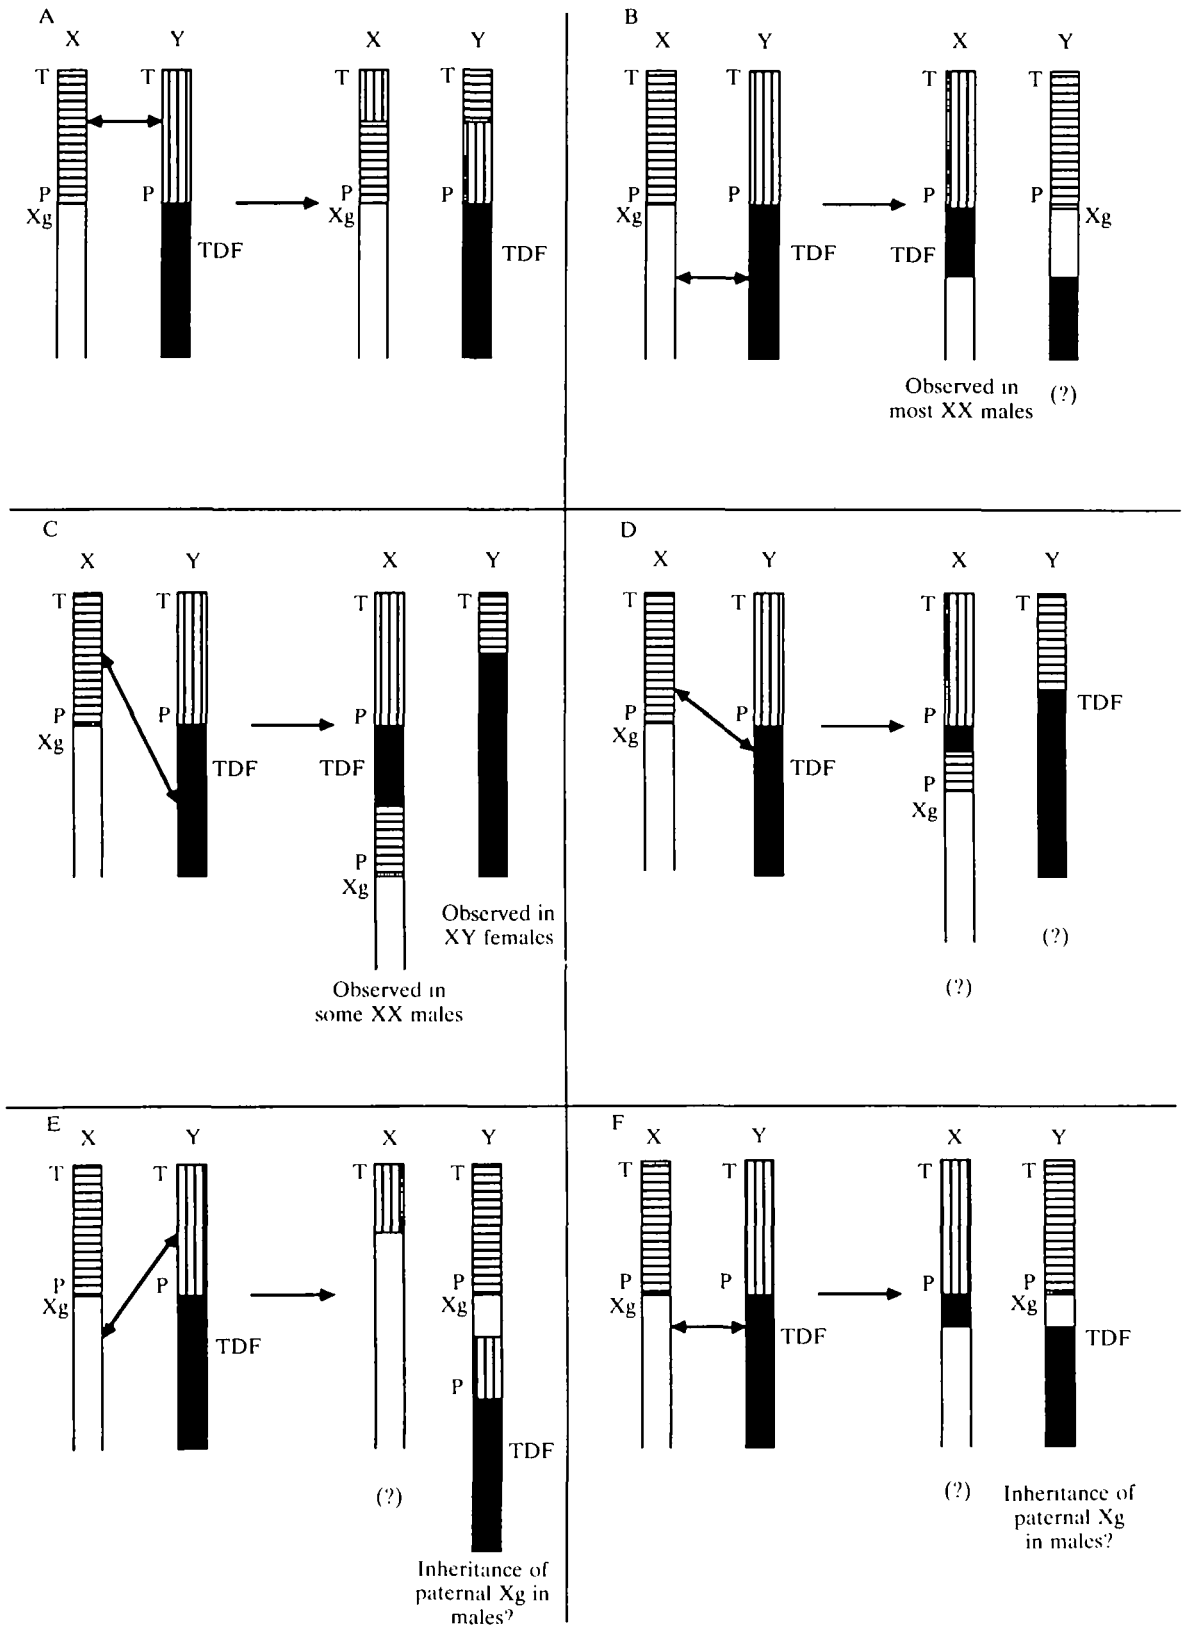 A
X Y X Y
T T T
P P P P
Xg Xg
TDF TDF
B
X Y X Y
T T T T
P P P P
Xg Xg
TDF TDF
Observed in
most XX males
(?)
C
X Y X Y
T T T T
P P P
Xg TDF TDF
P
Xg
Observed in
XY females
Observed in
some XX males
D
X Y X Y
T T T T
P P P
Xg TDF TDF
P
Xg
(?)
(?)
E
X Y X Y
T T T T
P P P
Xg Xg
TDF
P
TDF
(?)
Inheritance of
paternal Xg in
males?
F
X Y X Y
T T T T
P P P P
Xg Xg
TDF TDF
(?)
Inheritance of
paternal Xg
in males?